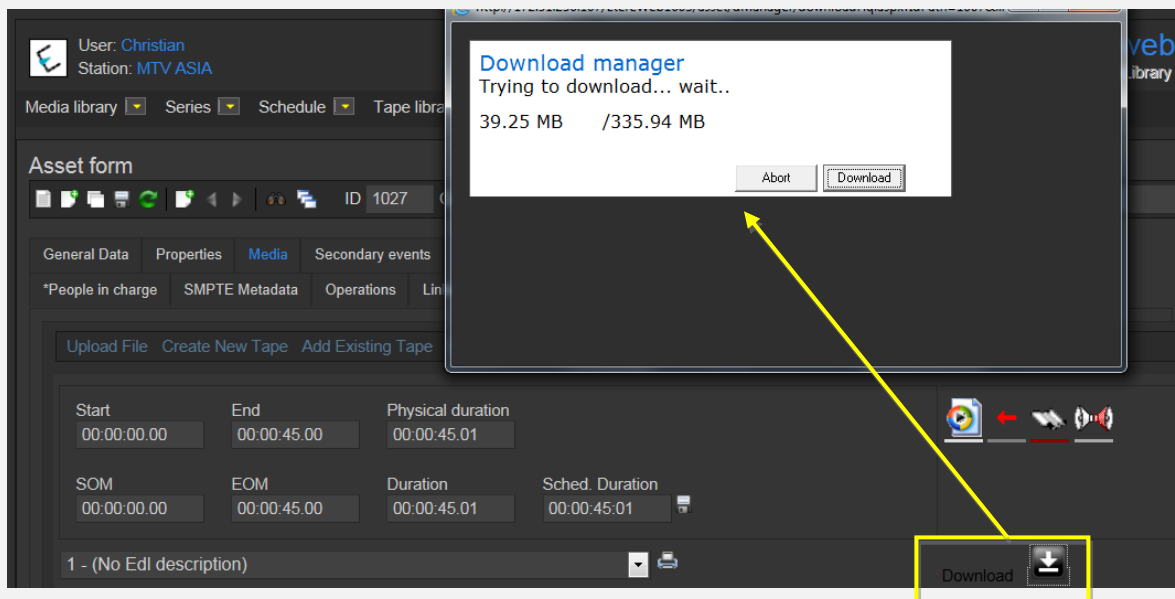 User: Christian
Station: MTV ASIA
Media library Series Schedule Tape
Asset form
ID 1027
General Data Properties Media Secondary events
*People in charge SMPTE Metadata Operations
Upload File Create New Tape Add Existing Tape
Download manager
Trying to download... wait..
39.25 MB /335.94 MB
Abort Download
Start End Physical duration
00:00:00.00 00:00:45.00 00:00:45.01
SOM EOM Duration Sched. Duration
00:00:00.00 00:00:45.00 00:00:45.01 00:00:45:01
1 - (No Edl description)
Download